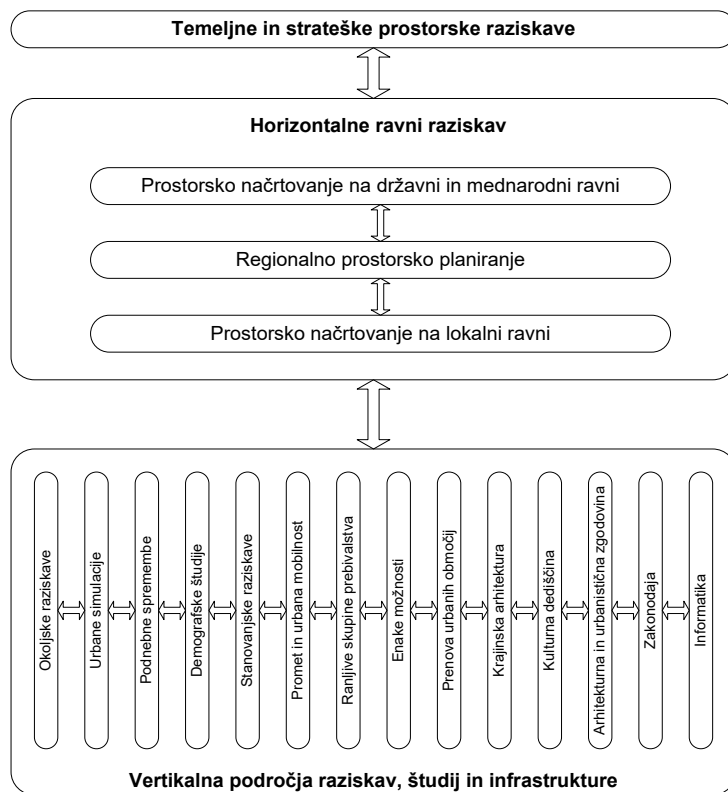 Temeljne in strateške prostorske raziskave
Horizontalne ravni raziskav
Prostorsko načrtovanje na državni in mednarodni ravni
Regionalno prostorsko planiranje
Prostorsko načrtovanje na lokalni ravni
Okoljske raziskave
Urbane simulacije
Podnebne spremembe
Demografske študije
Stanovanjske raziskave
Promet in urbana mobilnost
Ranljive skupine prebivalstva
Enake možnosti
Prenova urbanih območij
Krajinska arhitektura
Kulturna dediščina
Arhitekturna in urbanistična zgodovina
Zakonodaja
Informatika
Vertikalna področja raziskav, študij in infrastrukture